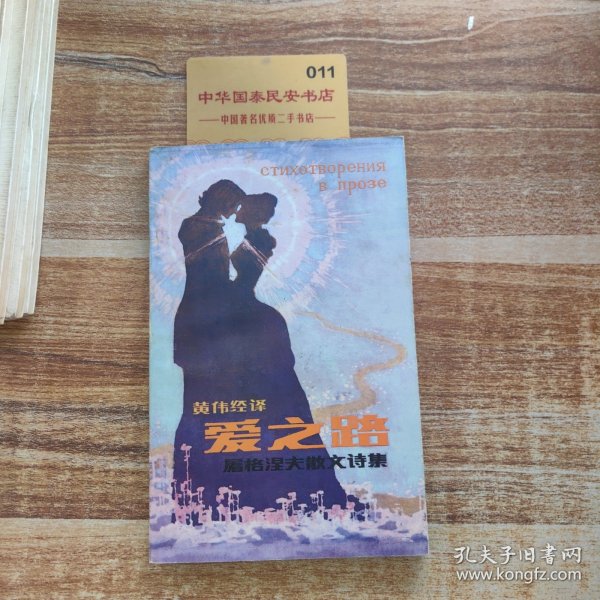 011
中华国泰民安书店
——中国著名优质二手书店——
стихотворения
в прозе
黄伟经译
爱之路
屠格涅夫散文诗集
孔夫子旧书网
www.kongfz.com